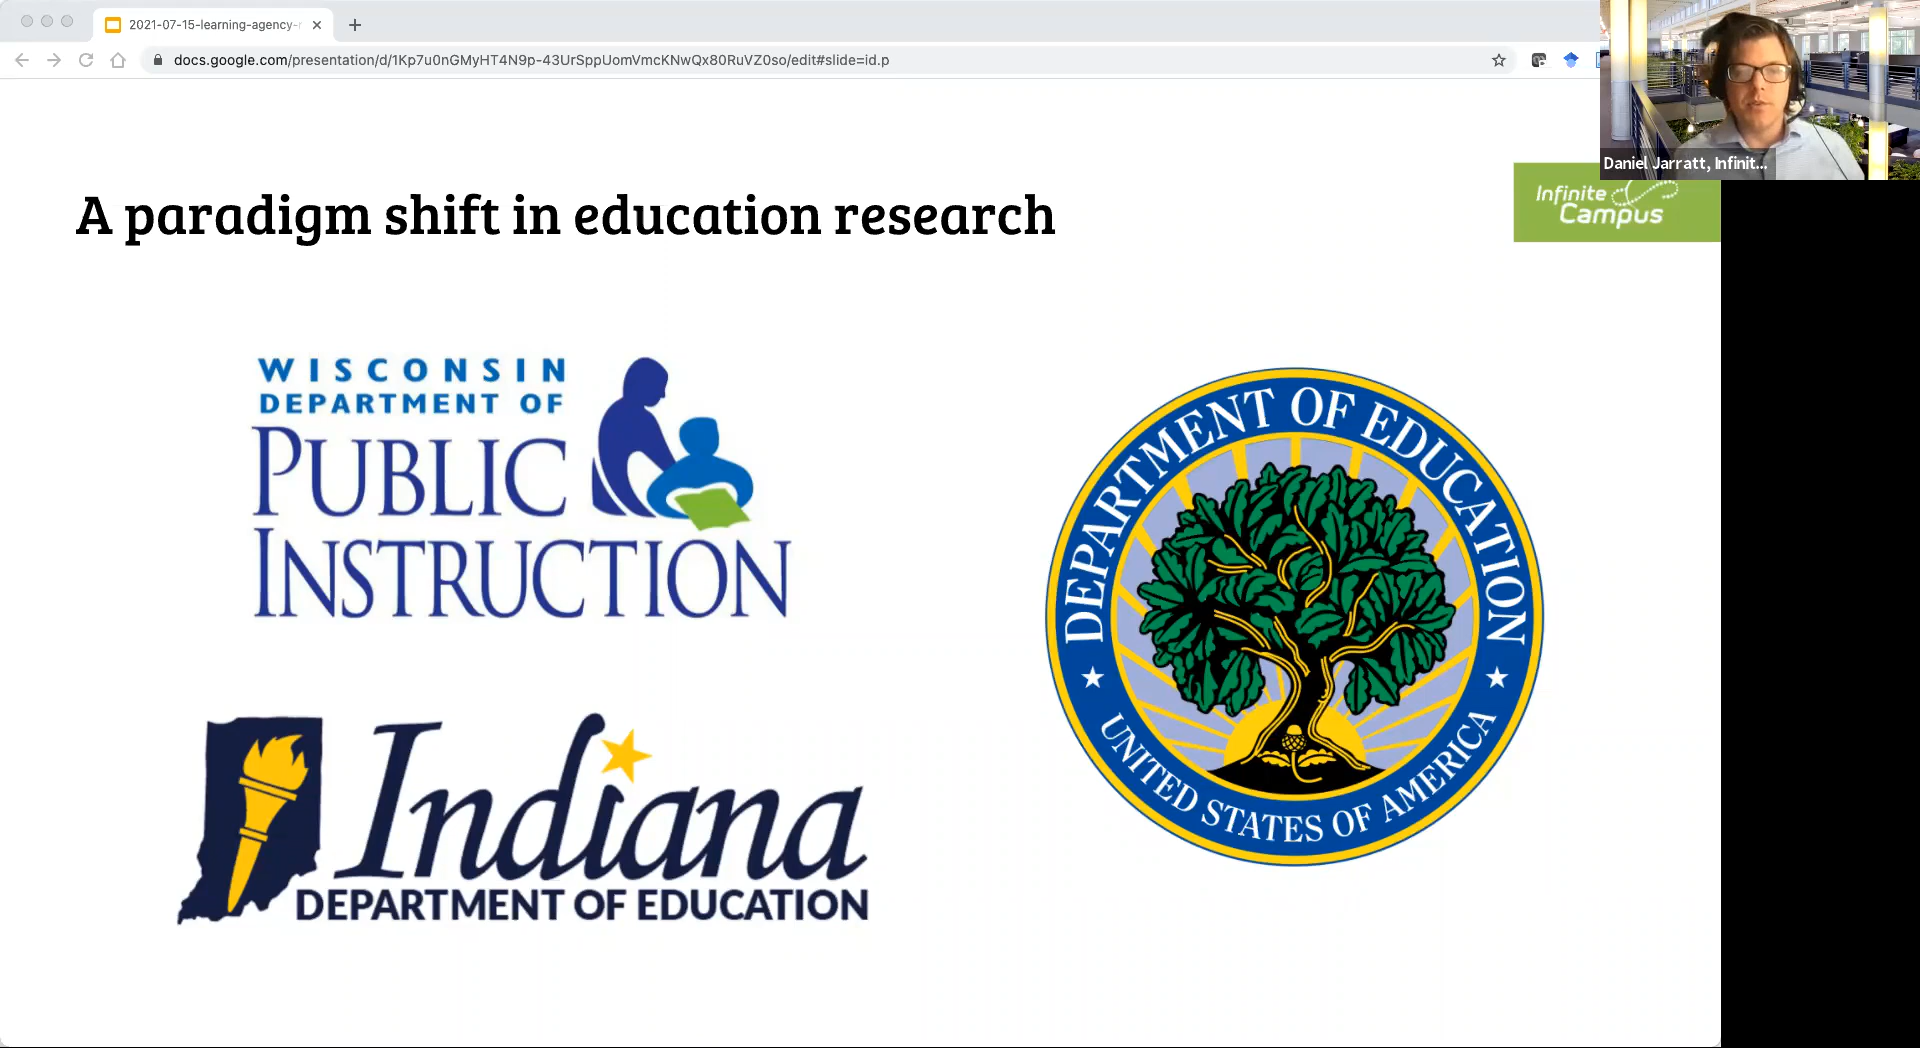 2021-07-15-learning-agency-
docs.google.com/presentation/d/1Kp7u0nGMyHT4N9p-43UrSppUomVmcKNwQx80RuVZ0so/edit#slide=id.p
Daniel Jarratt, Infinit...
Infinite
Campus
A paradigm shift in education research
WISCONSIN
DEPARTMENT OF
PUBLIC
INSTRUCTION
DEPARTMENT OF EDUCATION
UNITED STATES OF AMERICA
Indiana
DEPARTMENT OF EDUCATION